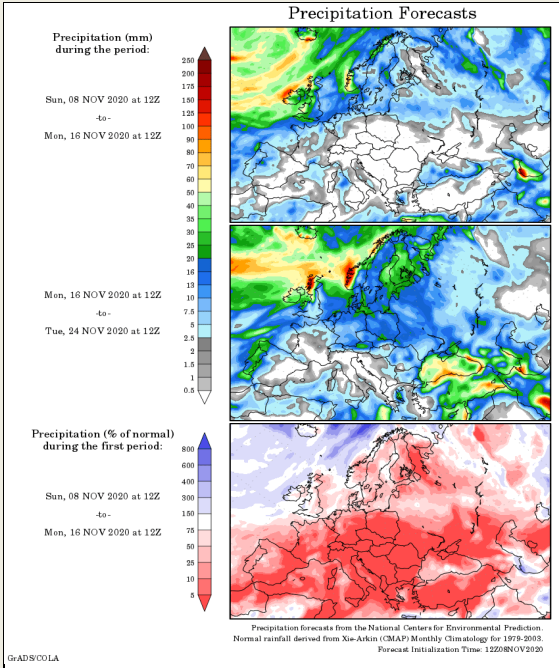 Precipitation Forecasts
Precipitation (mm)
during the period:
Sun, 08 NOV 2020 at 12Z
-to-
Mon, 16 NOV 2020 at 12Z
250
200
175
150
125
100
90
80
70
60
50
40
35
30
25
20
16
13
10
7.5
5
2.5
2
1.5
1
0.5
Mon, 16 NOV 2020 at 12Z
-to-
Tue, 24 NOV 2020 at 12Z
Precipitation (% of normal)
during the first period:
Sun, 08 NOV 2020 at 12Z
-to-
Mon, 16 NOV 2020 at 12Z
800
600
400
300
150
75
50
25
10
5
Precipitation forecasts from the National Centers for Environmental Prediction.
Normal rainfall derived from Xie-Arkin (CMAP) Monthly Climatology for 1979-2003.
Forecast Initialization Time: 12Z08NOV2020
GrADS/COLA